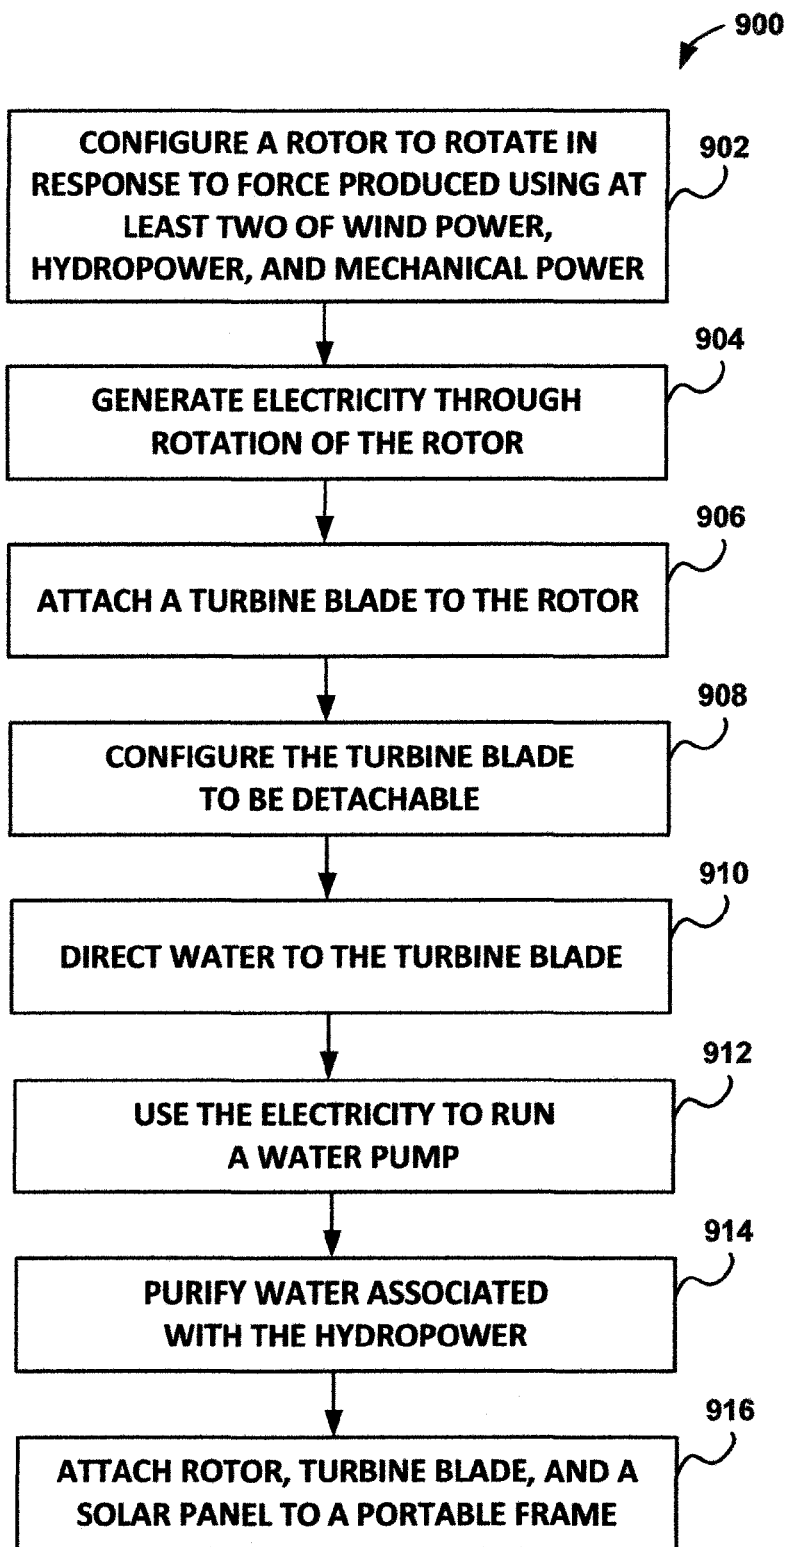 900
CONFIGURE A ROTOR TO ROTATE IN
RESPONSE TO FORCE PRODUCED USING AT
LEAST TWO OF WIND POWER,
HYDROPOWER, AND MECHANICAL POWER
902
GENERATE ELECTRICITY THROUGH
ROTATION OF THE ROTOR
904
ATTACH A TURBINE BLADE TO THE ROTOR
906
CONFIGURE THE TURBINE BLADE
TO BE DETACHABLE
908
DIRECT WATER TO THE TURBINE BLADE
910
USE THE ELECTRICITY TO RUN
A WATER PUMP
912
PURIFY WATER ASSOCIATED
WITH THE HYDROPOWER
914
ATTACH ROTOR, TURBINE BLADE, AND A
SOLAR PANEL TO A PORTABLE FRAME
916